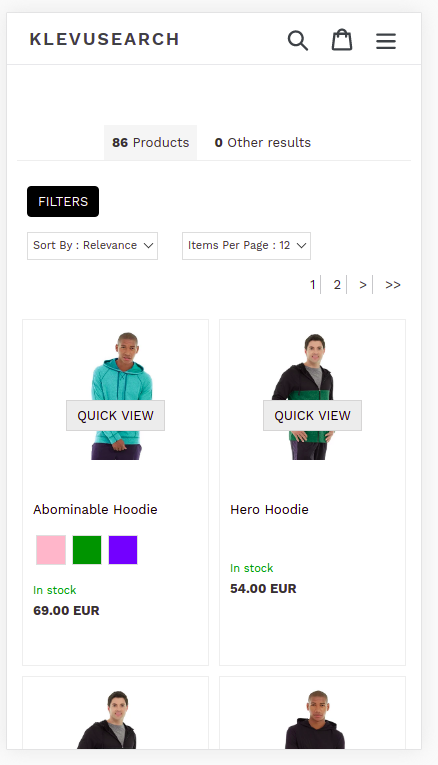 KLEVUSEARCH
86 Products 0 Other results
FILTERS
Sort By : Relevance Items Per Page : 12
1 2 > >>
QUICK VIEW QUICK VIEW
Abominable Hoodie Hero Hoodie
In stock
In stock
54.00 EUR
69.00 EUR